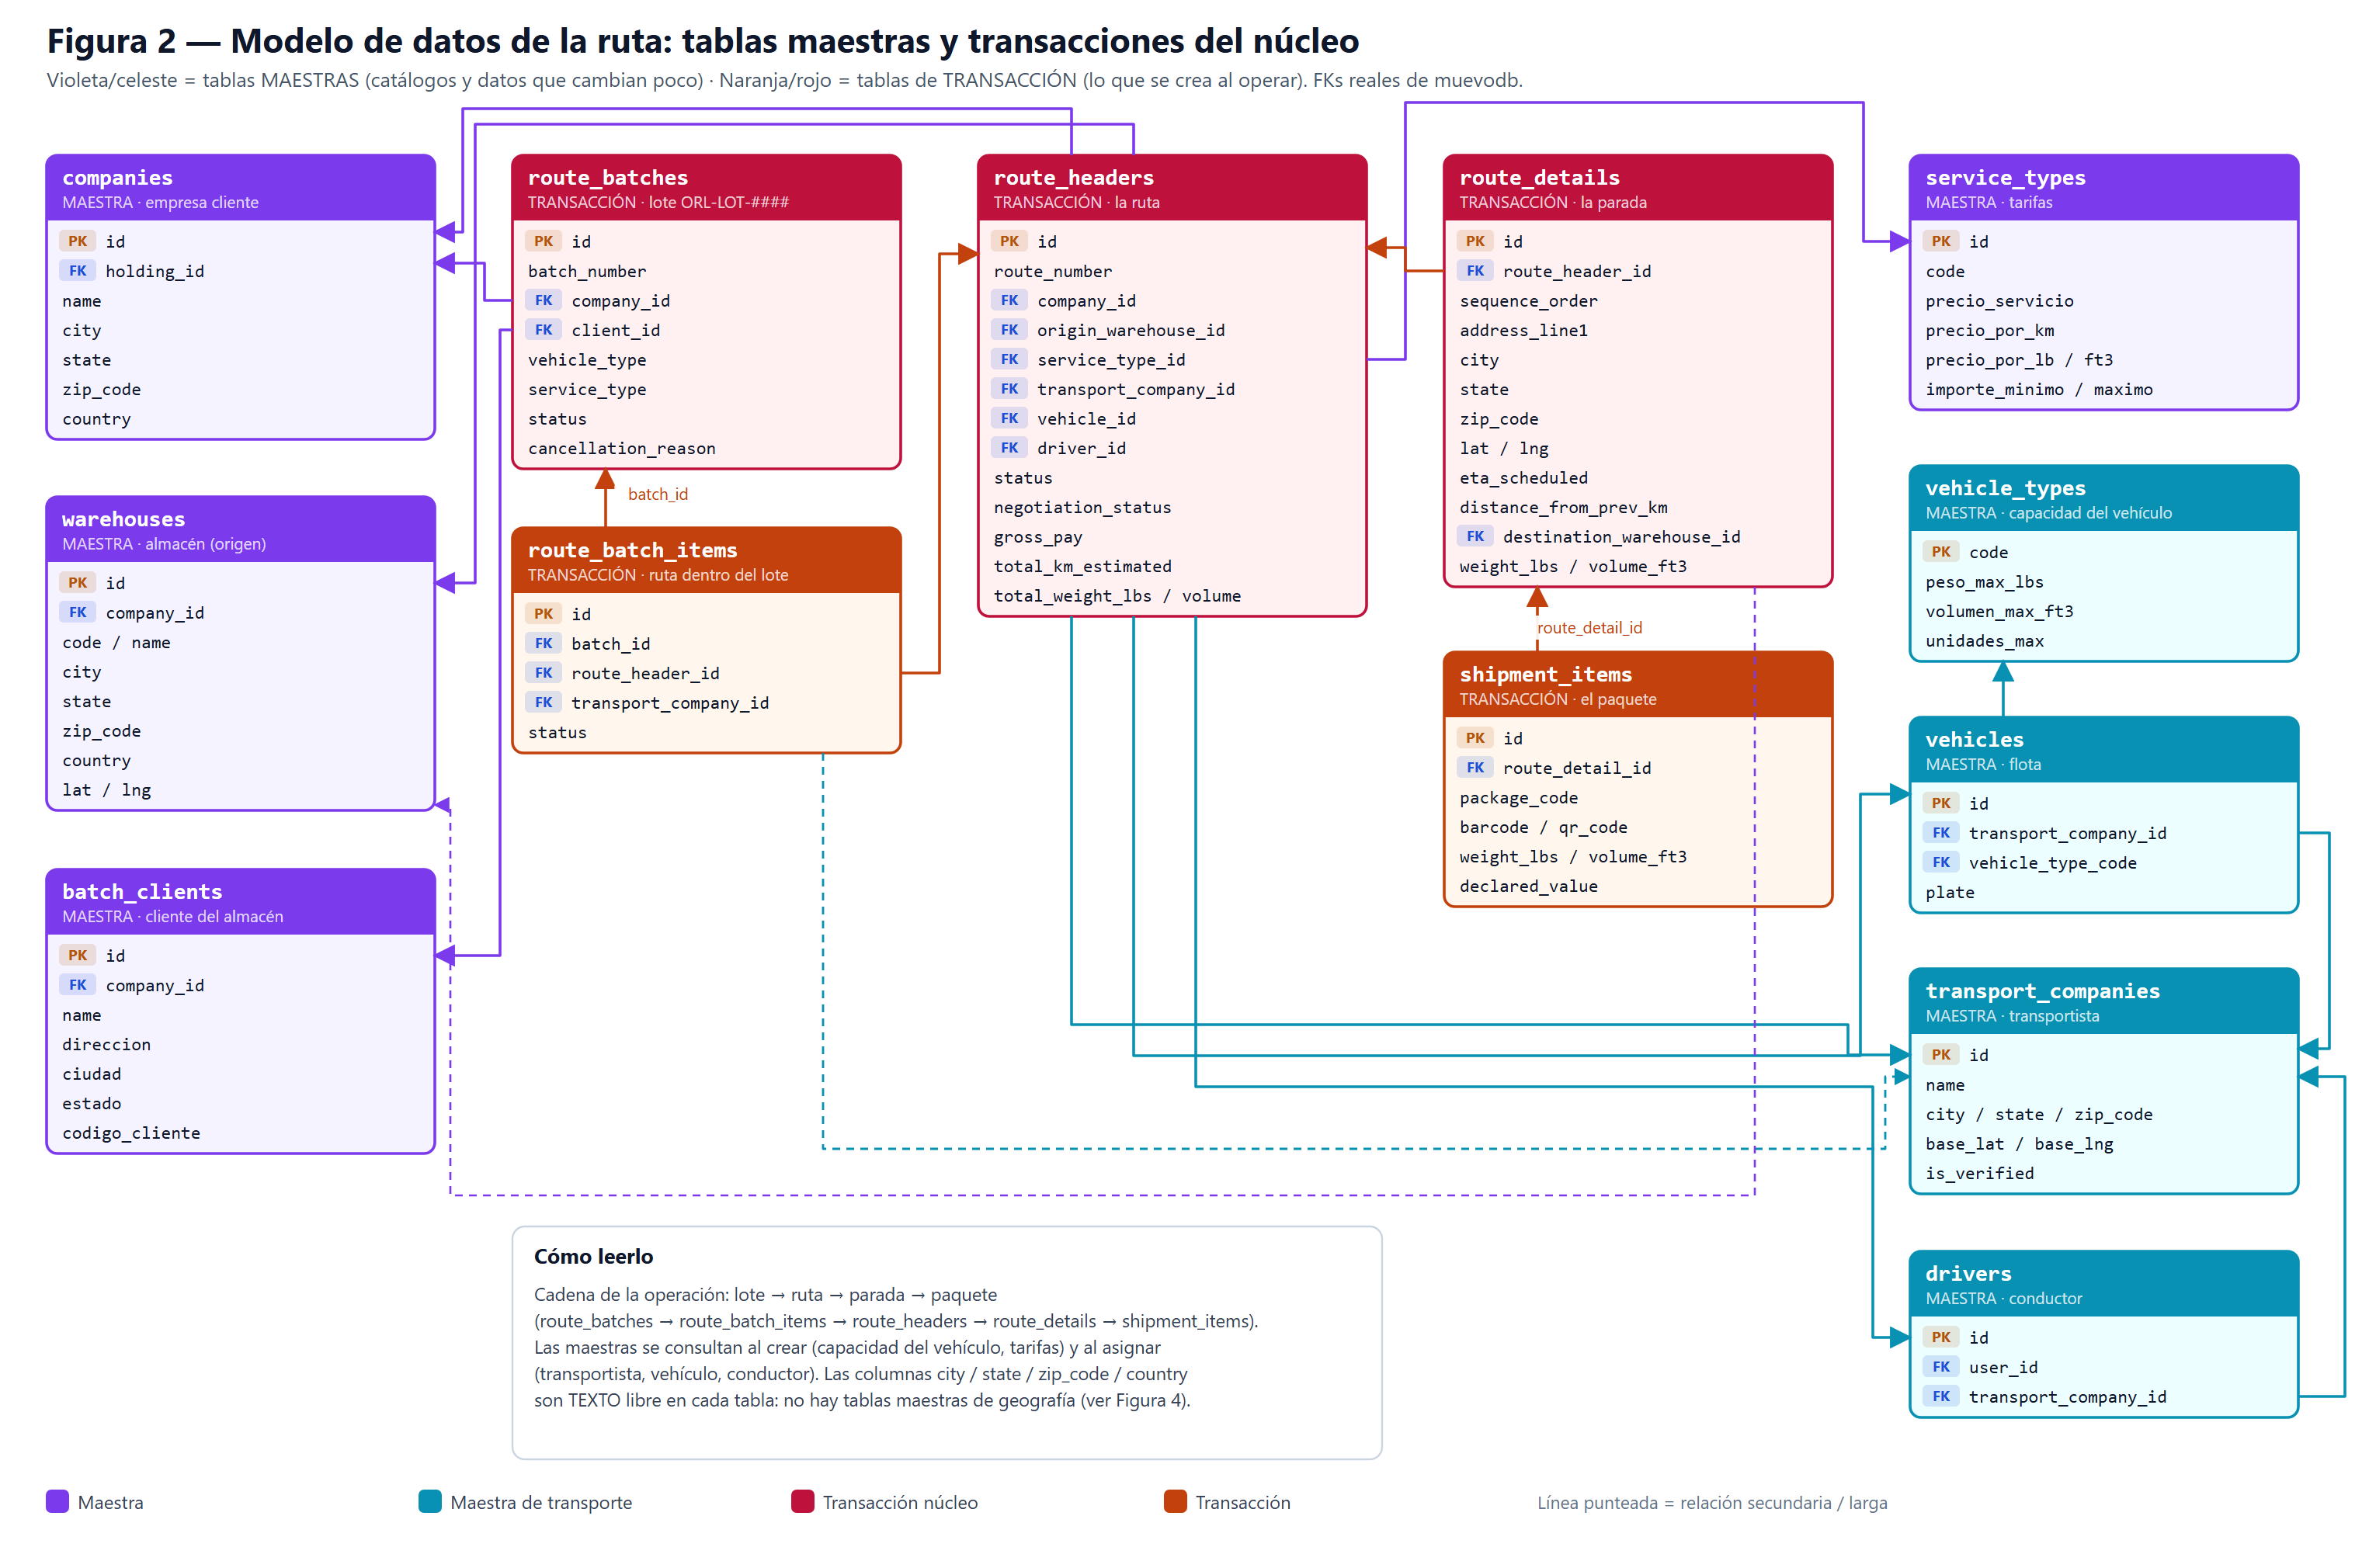 Figura 2 — Modelo de datos de la ruta: tablas maestras y transacciones del núcleo
Violeta/celeste = tablas MAESTRAS (catálogos y datos que cambian poco) · Naranja/rojo = tablas de TRANSACCIÓN (lo que se crea al operar). FKs reales de muevodb.
companies
MAESTRA · empresa cliente
PK id
FK holding_id
name
city
state
zip_code
country
warehouses
MAESTRA · almacén (origen)
PK id
FK company_id
code / name
city
state
zip_code
country
lat / lng
batch_clients
MAESTRA · cliente del almacén
PK id
FK company_id
name
direccion
ciudad
estado
codigo_cliente
route_batches
TRANSACCIÓN · lote ORL-LOT-####
PK id
batch_number
FK company_id
FK client_id
vehicle_type
service_type
status
cancellation_reason
batch_id
route_batch_items
TRANSACCIÓN · ruta dentro del lote
PK id
FK batch_id
FK route_header_id
FK transport_company_id
status
route_headers
TRANSACCIÓN · la ruta
PK id
route_number
FK company_id
FK origin_warehouse_id
FK service_type_id
FK transport_company_id
FK vehicle_id
FK driver_id
status
negotiation_status
gross_pay
total_km_estimated
total_weight_lbs / volume
route_details
TRANSACCIÓN · la parada
PK id
FK route_header_id
sequence_order
address_line1
city
state
zip_code
lat / lng
eta_scheduled
distance_from_prev_km
FK destination_warehouse_id
weight_lbs / volume_ft3
route_detail_id
shipment_items
TRANSACCIÓN · el paquete
PK id
FK route_detail_id
package_code
barcode / qr_code
weight_lbs / volume_ft3
declared_value
service_types
MAESTRA · tarifas
PK id
code
precio_servicio
precio_por_km
precio_por_lb / ft3
importe_minimo / maximo
vehicle_types
MAESTRA · capacidad del vehículo
PK code
peso_max_lbs
volumen_max_ft3
unidades_max
vehicles
MAESTRA · flota
PK id
FK transport_company_id
FK vehicle_type_code
plate
transport_companies
MAESTRA · transportista
PK id
name
city / state / zip_code
base_lat / base_lng
is_verified
drivers
MAESTRA · conductor
PK id
FK user_id
FK transport_company_id
Cómo leerlo
Cadena de la operación: lote → ruta → parada → paquete
(route_batches → route_batch_items → route_headers → route_details → shipment_items).
Las maestras se consultan al crear (capacidad del vehículo, tarifas) y al asignar
(transportista, vehículo, conductor). Las columnas city / state / zip_code / country
son TEXTO libre en cada tabla: no hay tablas maestras de geografía (ver Figura 4).
Maestra
Maestra de transporte
Transacción núcleo
Transacción
Línea punteada = relación secundaria / larga